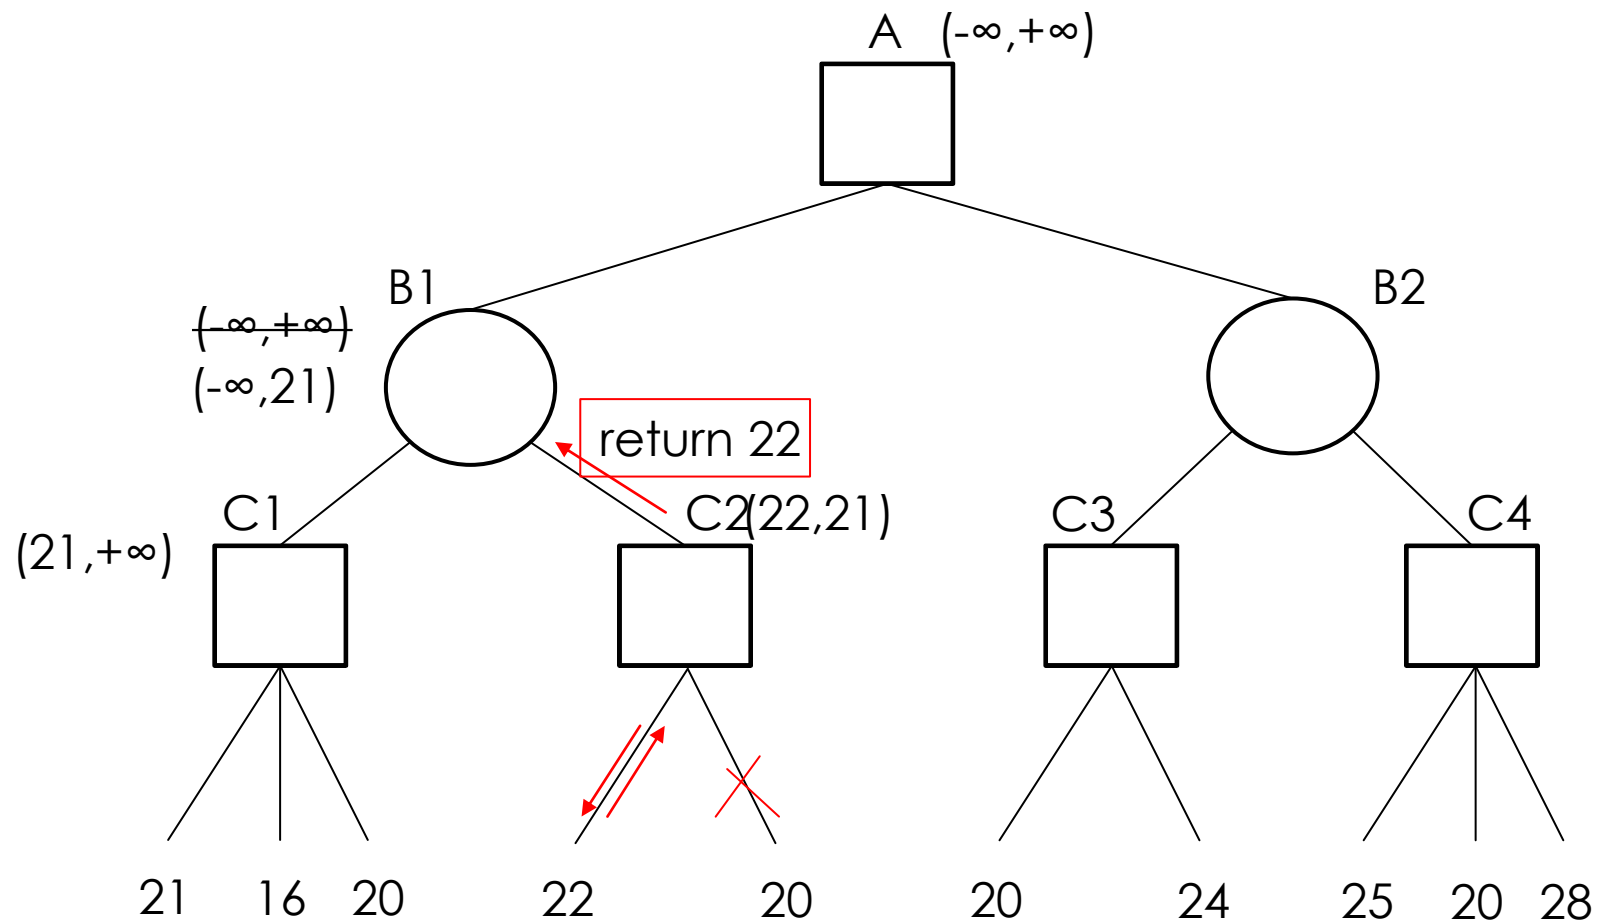 A (-∞,+∞)
B1
B2
(-∞,+∞)
(-∞,21)
return 22
C1
C2(22,21)
C3
C4
(21,+∞)
21 16 20 22 20 20 24 25 20 28